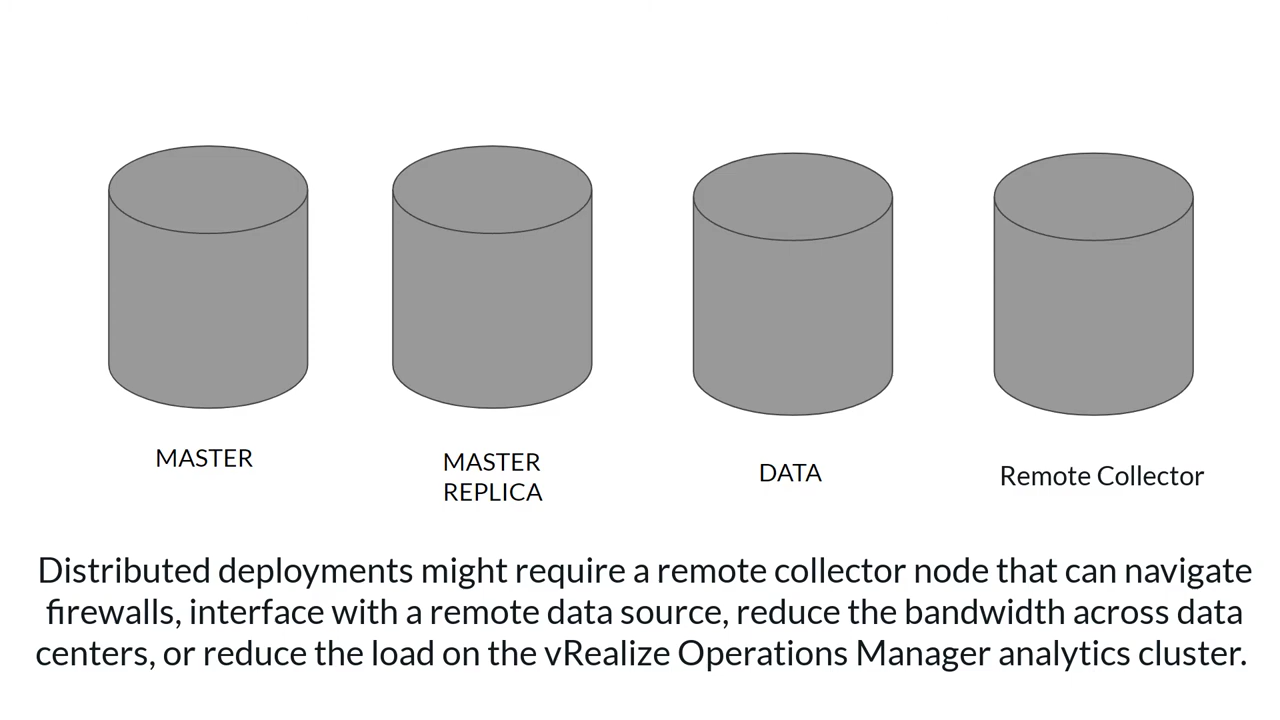 MASTER
MASTER
REPLICA
DATA
Remote Collector
Distributed deployments might require a remote collector node that can navigate
firewalls, interface with a remote data source, reduce the bandwidth across data
centers, or reduce the load on the vRealize Operations Manager analytics cluster.